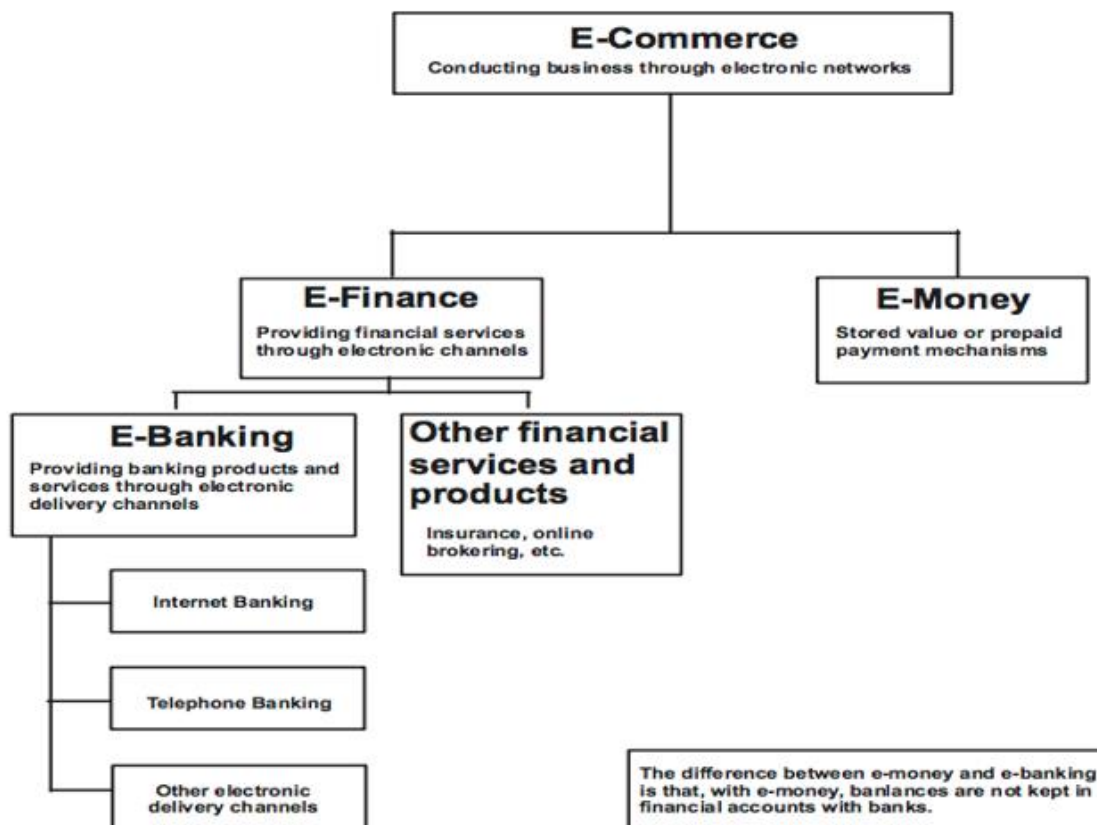 E-Commerce
Conducting business through electronic networks
E-Finance
Providing financial services
through electronic channels
E-Money
Stored value or prepaid
payment mechanisms
E-Banking
Providing banking products and
services through electronic
delivery channels
Other financial
services and
products
Insurance, online
brokering, etc.
Internet Banking
Telephone Banking
Other electronic
delivery channels
The difference between e-money and e-banking
is that, with e-money, banlances are not kept in
financial accounts with banks.